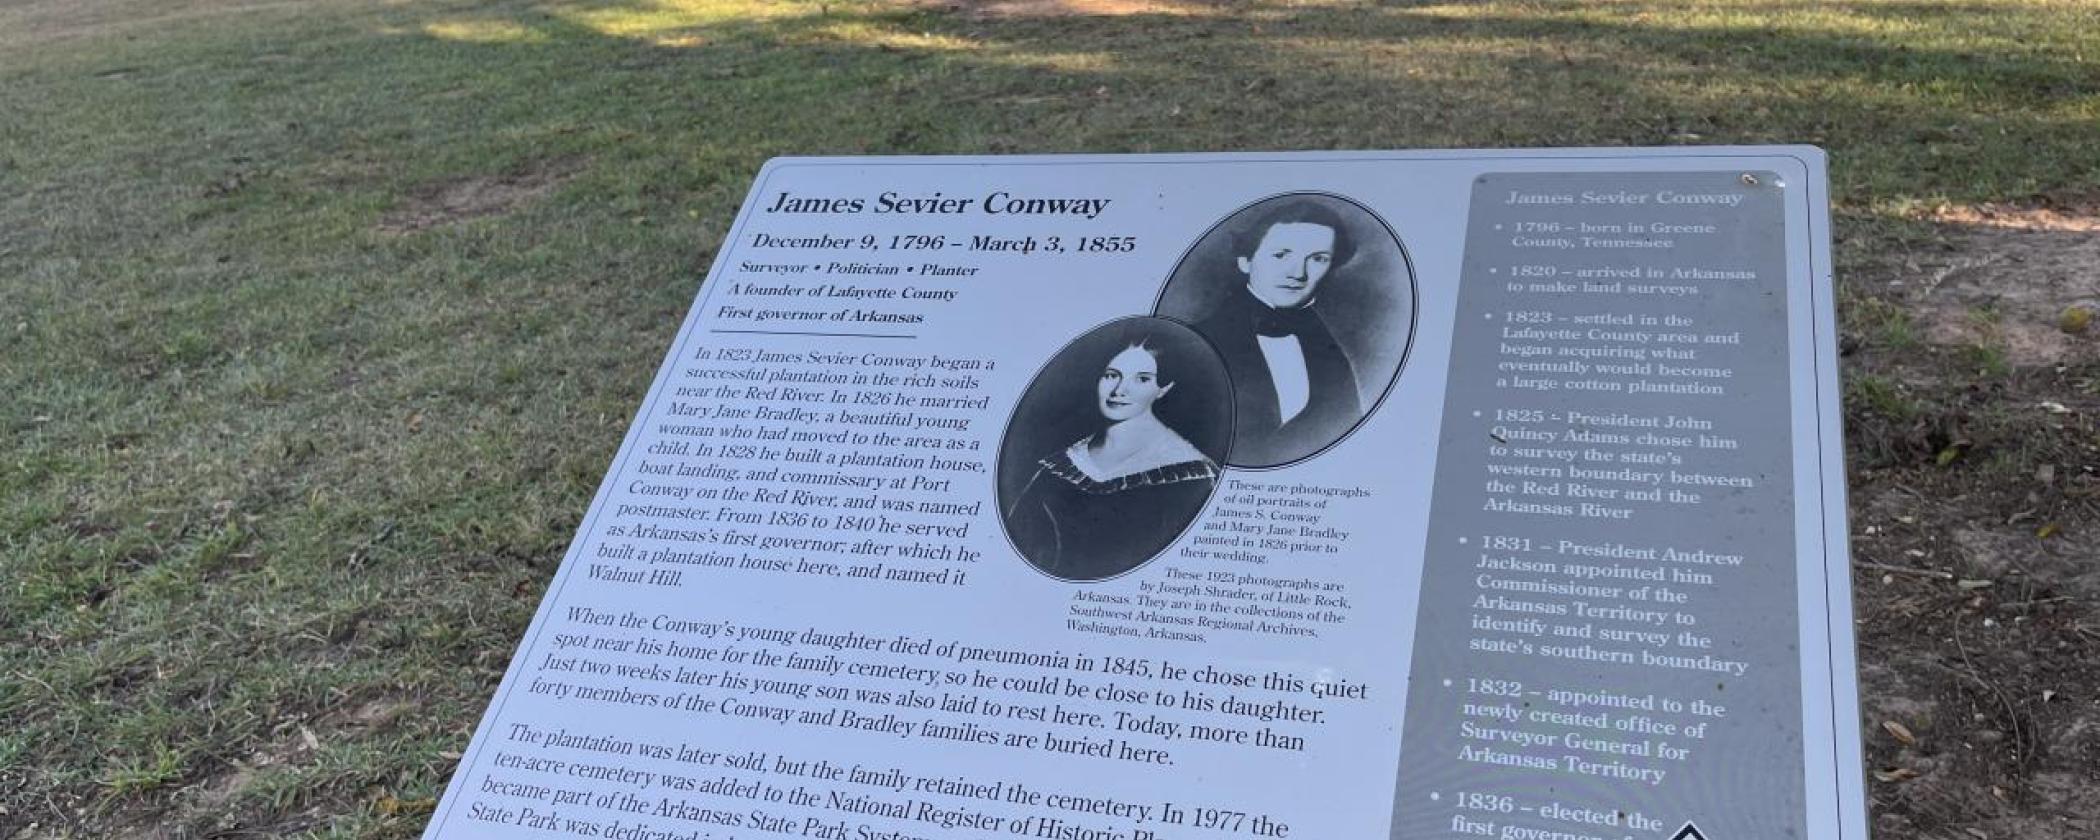 James Sevier Conway
December 9, 1796 – March 3, 1855
Surveyor • Politician • Planter
A founder of Lafayette County
First governor of Arkansas
In 1823 James Sevier Conway began a
successful plantation in the rich soils
near the Red River. In 1826 he married
Mary Jane Bradley, a beautiful young
woman who had moved to the area as a
child. In 1828 he built a plantation house,
boat landing, and commissary at Port
Conway on the Red River, and was named
postmaster. From 1836 to 1840 he served
as Arkansas's first governor; after which he
built a plantation house here, and named it
Walnut Hill.
These are photographs
of oil portraits of
James S. Conway
and Mary Jane Bradley
painted in 1826 prior to
their wedding.
These 1923 photographs are
by Joseph Shrader, of Little Rock,
Arkansas. They are in the collections of the
Southwest Arkansas Regional Archives,
Washington, Arkansas.
When the Conway's young daughter died of pneumonia in 1845, he chose this quiet
spot near his home for the family cemetery, so he could be close to his daughter.
Just two weeks later his young son was also laid to rest here. Today, more than
forty members of the Conway and Bradley families are buried here.
The plantation was later sold, but the family retained the cemetery. In 1977 the
ten-acre cemetery was added to the National Register of Historic
became part of the Arkansas State Park
State Park was dedicated
James Sevier Conway
• 1796 – born in Greene
County, Tennessee
• 1820 – arrived in Arkansas
to make land surveys
• 1823 – settled in the
Lafayette County area and
began acquiring what
eventually would become
a large cotton plantation
• 1825 – President John
Quincy Adams chose him
to survey the state's
western boundary between
the Red River and the
Arkansas River
• 1831 – President Andrew
Jackson appointed him
Commissioner of the
Arkansas Territory to
identify and survey the
state's southern boundary
• 1832 – appointed to the
newly created office of
Surveyor General for
Arkansas Territory
• 1836 – elected the
first governor